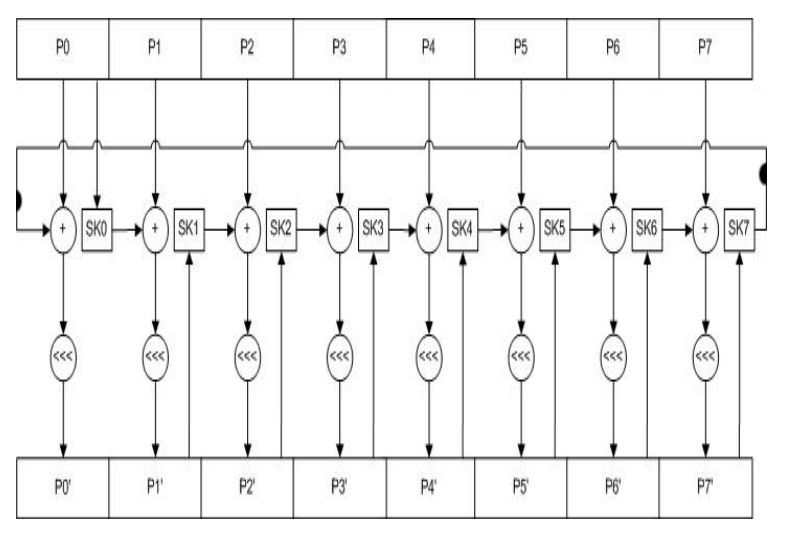 P0 P1 P2 P3 P4 P5 P6 P7
+ SK0 + SK1 + SK2 + SK3 + SK4 + SK5 + SK6 + SK7
<<< <<< <<< <<< <<< <<< <<< <<<
P0' P1' P2' P3' P4' P5' P6' P7'